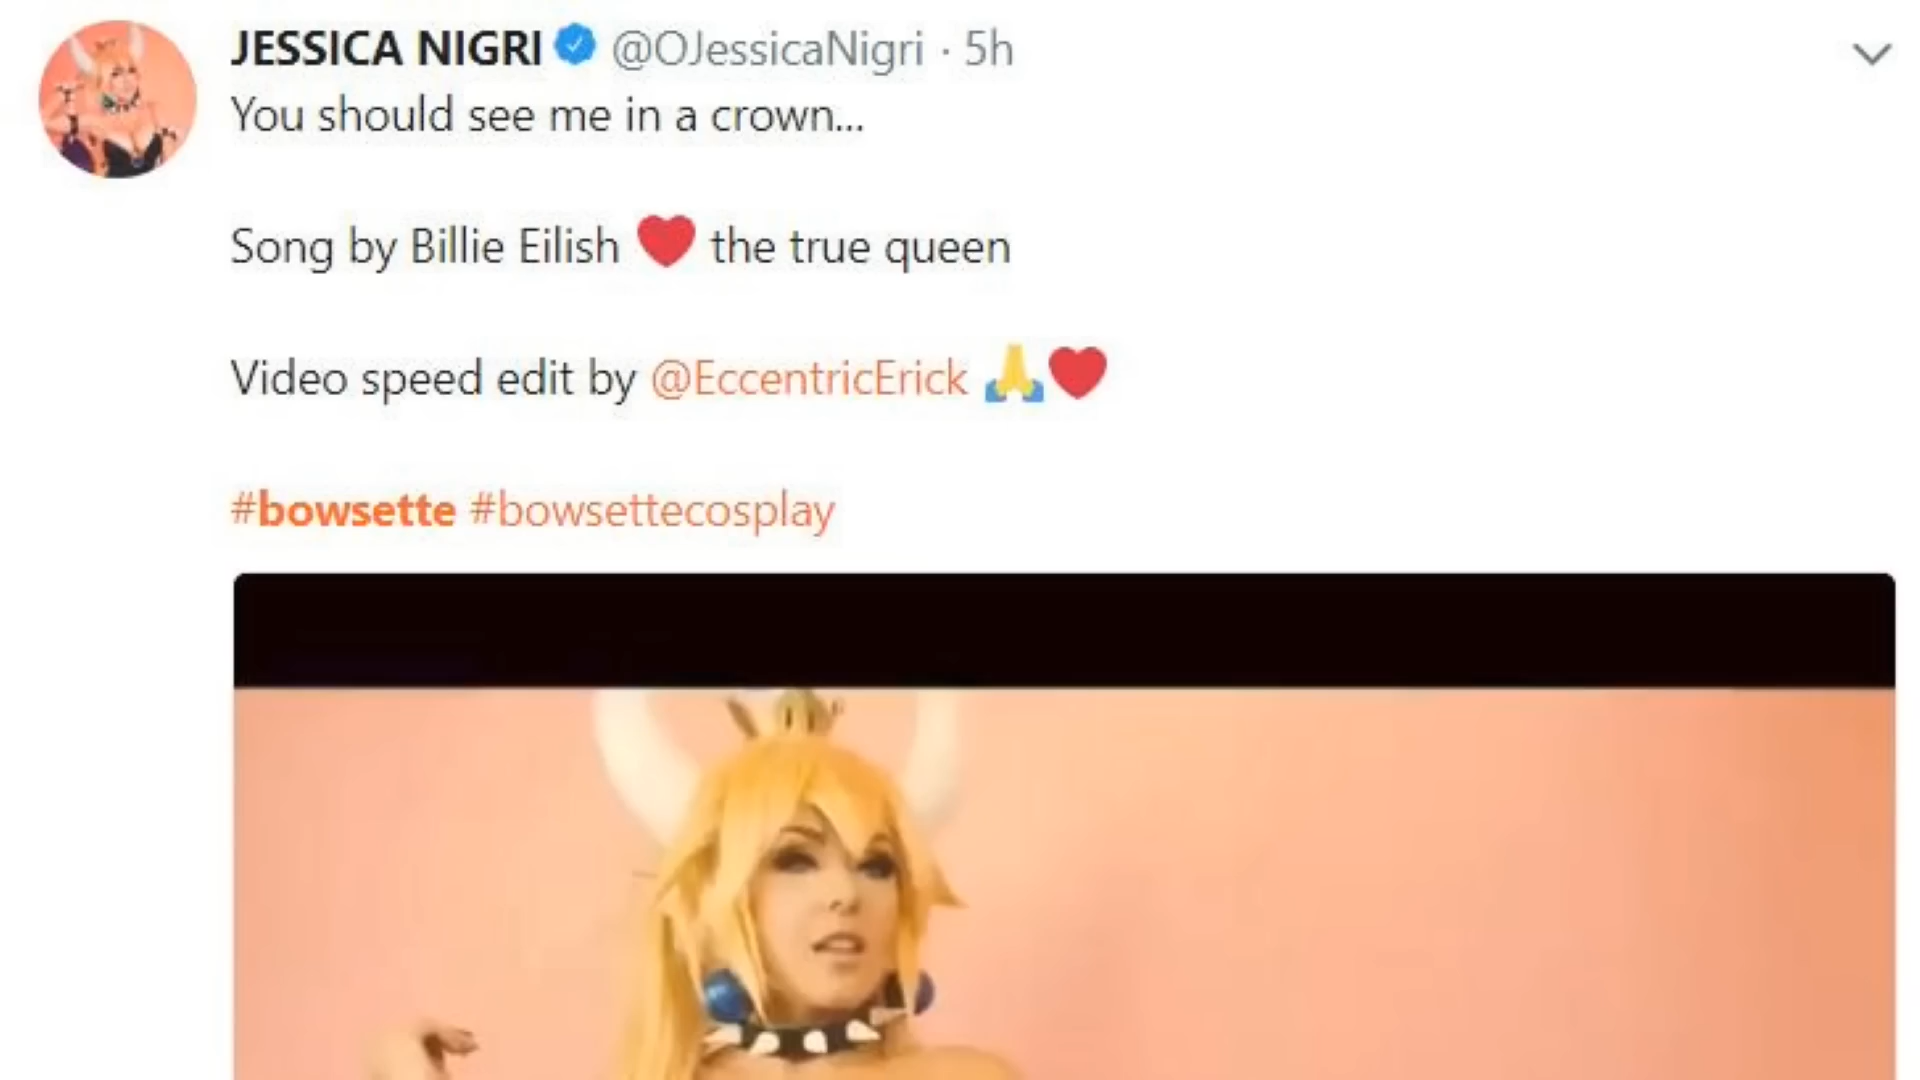 JESSICA NIGRI @OJessicaNigri · 5h
You should see me in a crown...
Song by Billie Eilish ❤️ the true queen
Video speed edit by @EccentricErick 🙏❤️
#bowsette #bowsettecosplay